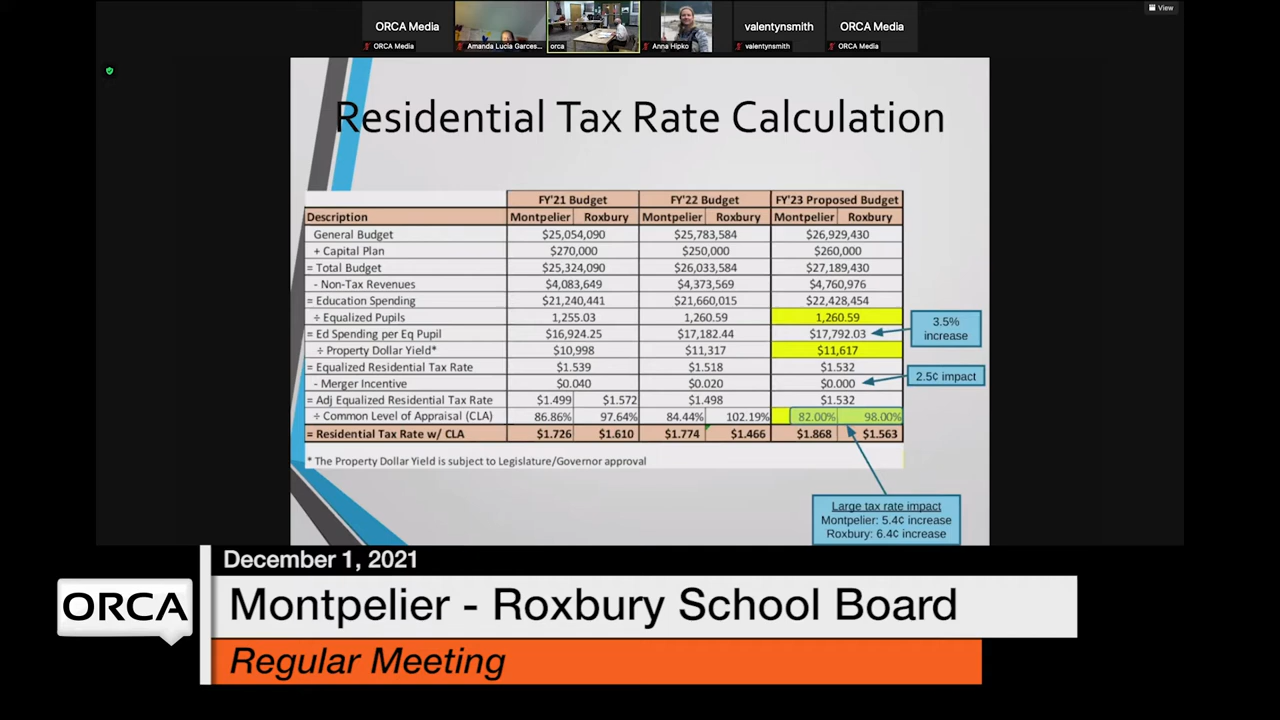 View
ORCA Media
valentynsmith
ORCA Media
ORCA Media
Amanda Lucia Garces...
orca
Anna Hipko
valentynsmith
ORCA Media
Residential Tax Rate Calculation
FY'21 Budget FY'22 Budget FY'23 Proposed Budget
Description Montpelier Roxbury Montpelier Roxbury Montpelier Roxbury
General Budget $25,054,090 $25,783,584 $26,929,430
+ Capital Plan $270,000 $250,000 $260,000
= Total Budget $25,324,090 $26,033,584 $27,189,430
- Non-Tax Revenues $4,083,649 $4,373,569 $4,760,976
= Education Spending $21,240,441 $21,660,015 $22,428,454
÷ Equalized Pupils 1,255.03 1,260.59 1,260.59
= Ed Spending per Eq Pupil $16,924.25 $17,182.44 $17,792.03
÷ Property Dollar Yield* $10,998 $11,317 $11,617
= Equalized Residential Tax Rate $1.539 $1.518 $1.532
- Merger Incentive $0.040 $0.020 $0.000
= Adj Equalized Residential Tax Rate $1.499 $1.572 $1.498 $1.532
÷ Common Level of Appraisal (CLA) 86.86% 97.64% 84.44% 102.19% 82.00% 98.00%
= Residential Tax Rate w/ CLA $1.726 $1.610 $1.774 $1.466 $1.868 $1.563
* The Property Dollar Yield is subject to Legislature/Governor approval
3.5%
increase
2.5¢ impact
Large tax rate impact
Montpelier: 5.4¢ increase
Roxbury: 6.4¢ increase
December 1, 2021
ORCA
Montpelier - Roxbury School Board
Regular Meeting